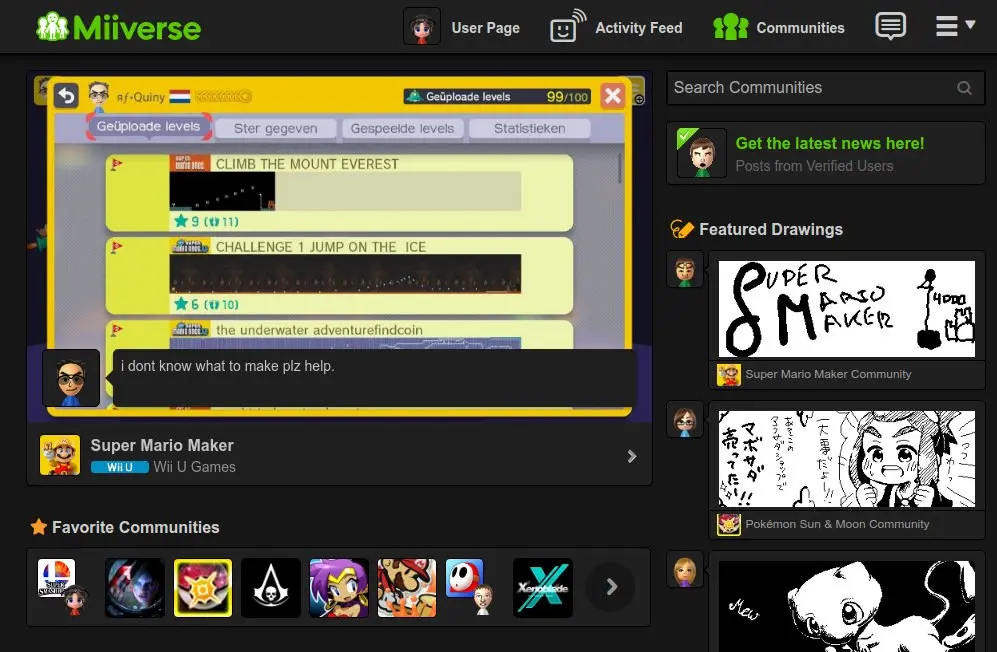 Miiverse
User Page
Activity Feed
Communities
яƒ•Quiny
Geüploade levels
99/100
Geüploade levels
Ster gegeven
Gespeelde levels
Statistieken
CLIMB THE MOUNT EVEREST
9 ( 11)
CHALLENGE 1 JUMP ON THE ICE
6 ( 10)
the underwater adventurefindcoin
i dont know what to make plz help.
Super Mario Maker
Wii U Wii U Games
Favorite Communities
Search Communities
Get the latest news here!
Posts from Verified Users
Featured Drawings
SUPER
MARIO
MAKER
4000
Super Mario Maker Community
大事だよー!!
マボサダ
売ってたー!!
Pokémon Sun & Moon Community
Mew